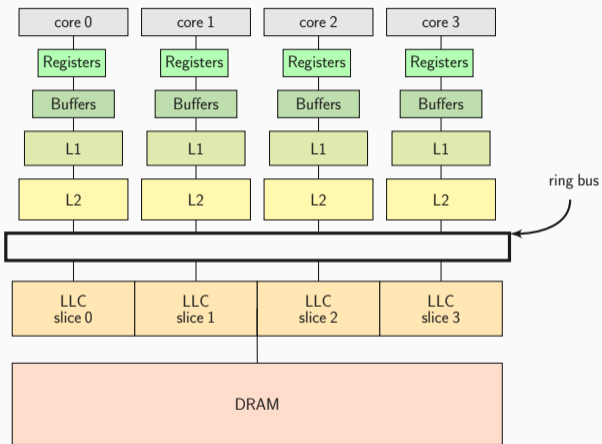 core 0 core 1 core 2 core 3
Registers Registers Registers Registers
Buffers Buffers Buffers Buffers
L1 L1 L1 L1
L2 L2 L2 L2
ring bus
LLC LLC LLC LLC
slice 0 slice 1 slice 2 slice 3
DRAM